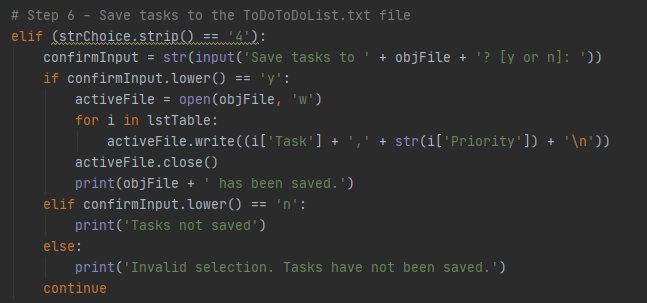 # Step 6 - Save tasks to the ToDoToDoList.txt file
elif (strChoice.strip() == '4'):
    confirmInput = str(input('Save tasks to ' + objFile + '? [y or n]: '))
    if confirmInput.lower() == 'y':
        activeFile = open(objFile, 'w')
        for i in lstTable:
            activeFile.write((i['Task'] + ',' + str(i['Priority']) + '\n'))
        activeFile.close()
        print(objFile + ' has been saved.')
    elif confirmInput.lower() == 'n':
        print('Tasks not saved')
    else:
        print('Invalid selection. Tasks have not been saved.')
    continue